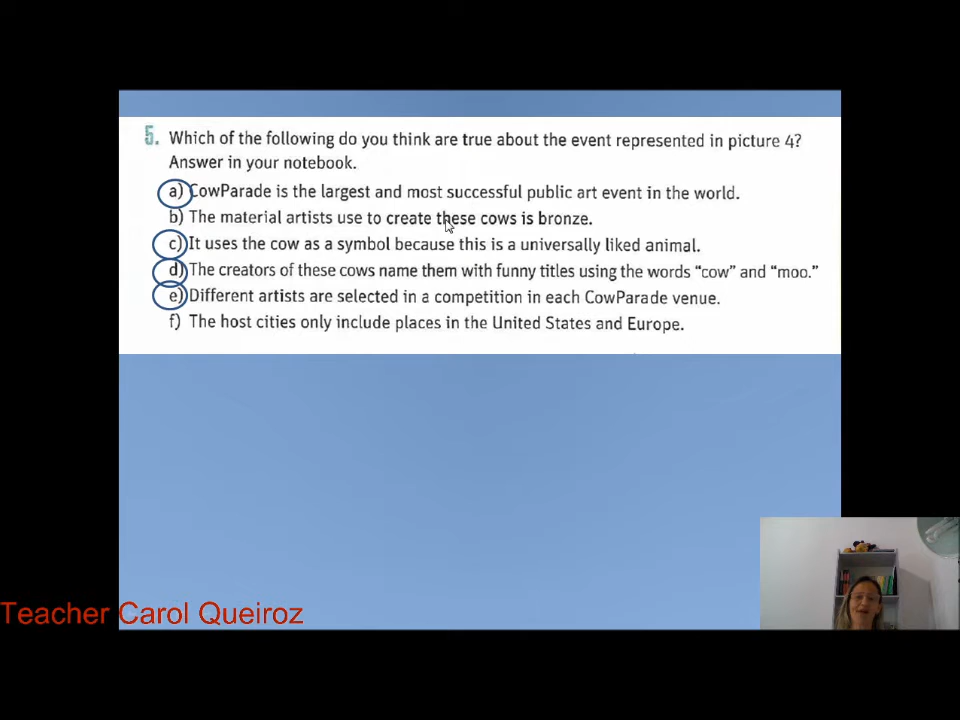 5. Which of the following do you think are true about the event represented in picture 4?
Answer in your notebook.
a) CowParade is the largest and most successful public art event in the world.
b) The material artists use to create these cows is bronze.
c) It uses the cow as a symbol because this is a universally liked animal.
d) The creators of these cows name them with funny titles using the words “cow” and “moo.”
e) Different artists are selected in a competition in each CowParade venue.
f) The host cities only include places in the United States and Europe.
Teacher Carol Queiroz